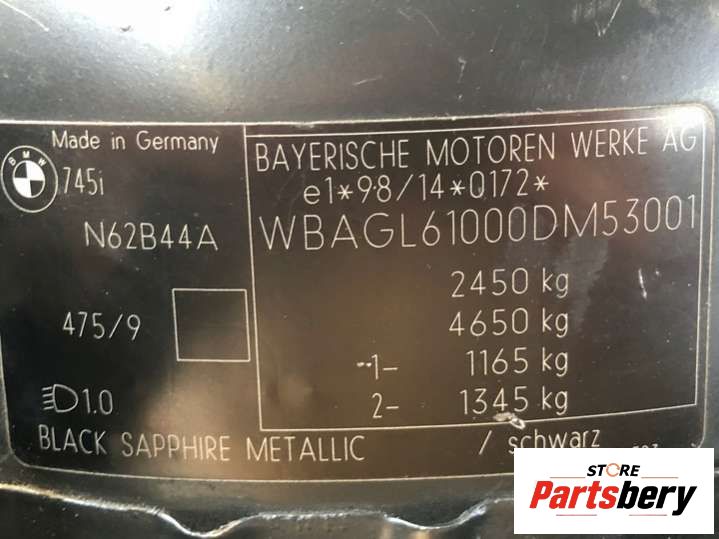 Made in Germany
BMW
745i
N62B44A
475/9
1.0
BAYERISCHE MOTOREN WERKE AG
e1*98/14*0172*
WBAGL61000DM53001
2450 kg
4650 kg
1- 1165 kg
2- 1345 kg
BLACK SAPPHIRE METALLIC / schwarz
STORE
Partsbery